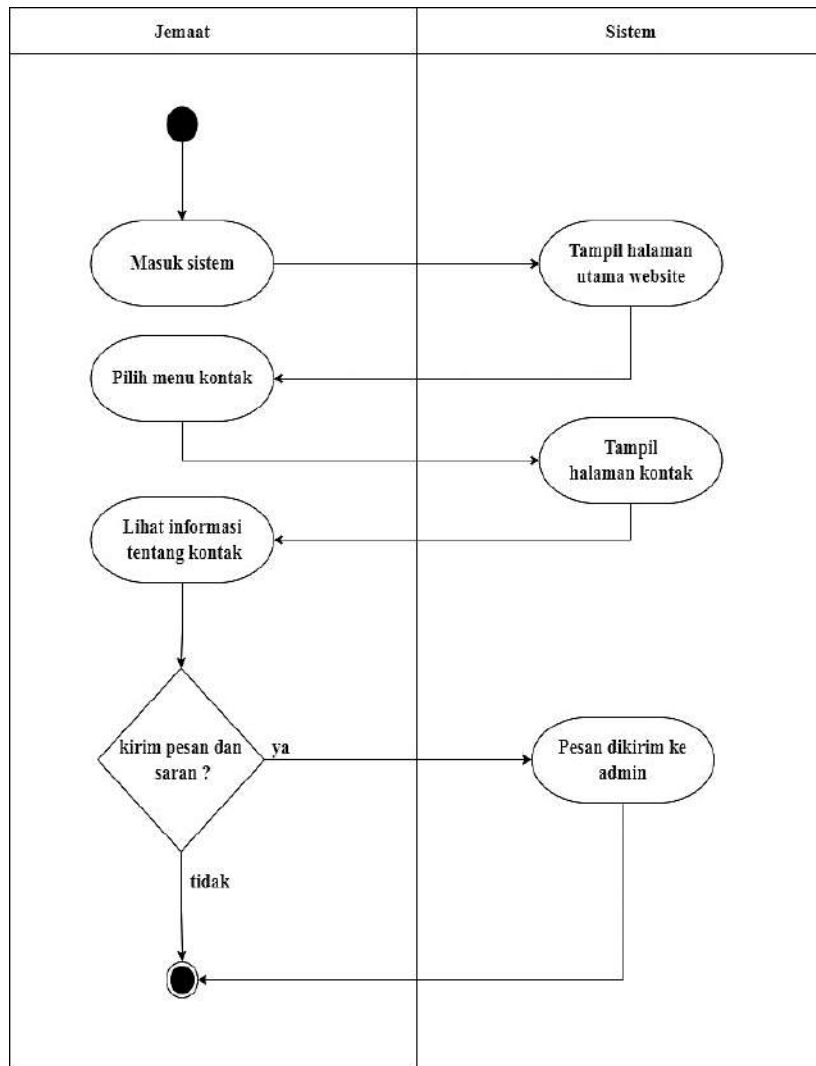 Jemaat
Sistem
Masuk sistem
Tampil halaman
utama website
Pilih menu kontak
Tampil
halaman kontak
Lihat informasi
tentang kontak
kirim pesan dan
saran ?
ya
Pesan dikirim ke
admin
tidak